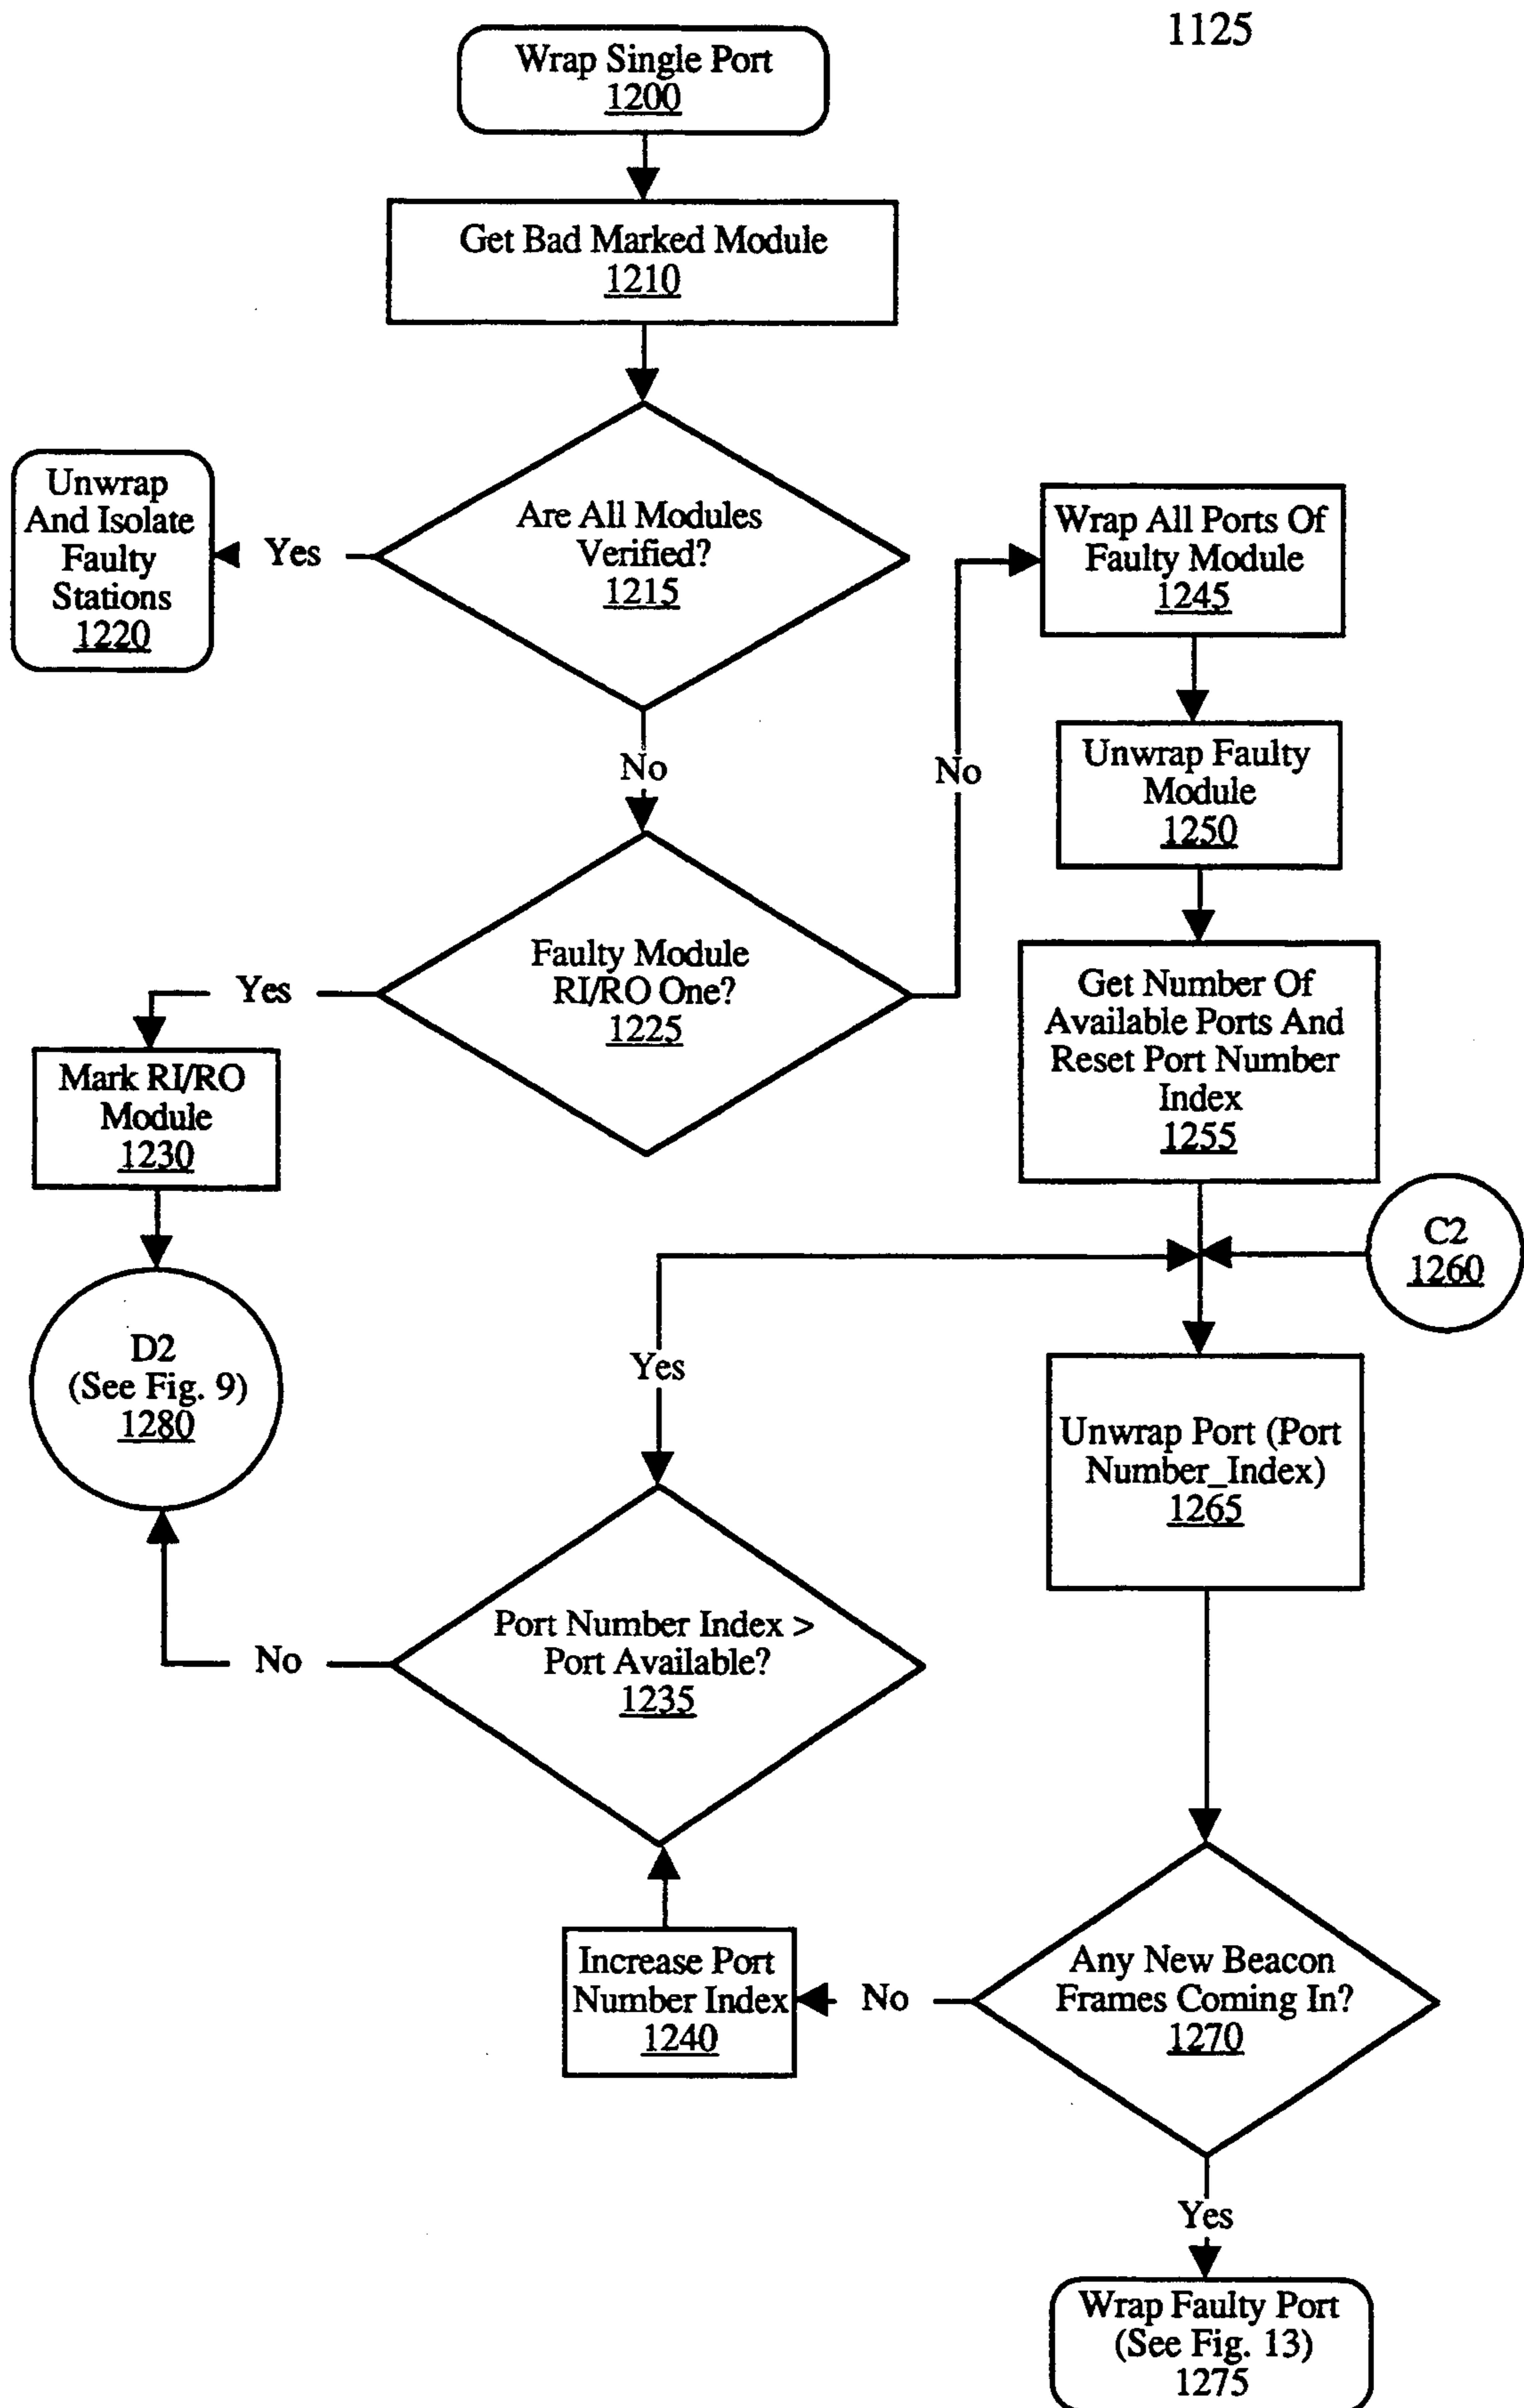 1125
Wrap Single Port
1200
Get Bad Marked Module
1210
Are All Modules
Verified?
1215
Yes
Unwrap
And Isolate
Faulty
Stations
1220
No
Faulty Module
RI/RO One?
1225
Yes
Mark RI/RO
Module
1230
D2
(See Fig. 9)
1280
No
Wrap All Ports Of
Faulty Module
1245
Unwrap Faulty
Module
1250
Get Number Of
Available Ports And
Reset Port Number
Index
1255
C2
1260
Unwrap Port (Port
Number_Index)
1265
Yes
Port Number Index >
Port Available?
1235
No
Increase Port
Number Index
1240
No
Any New Beacon
Frames Coming In?
1270
Yes
Wrap Faulty Port
(See Fig. 13)
1275